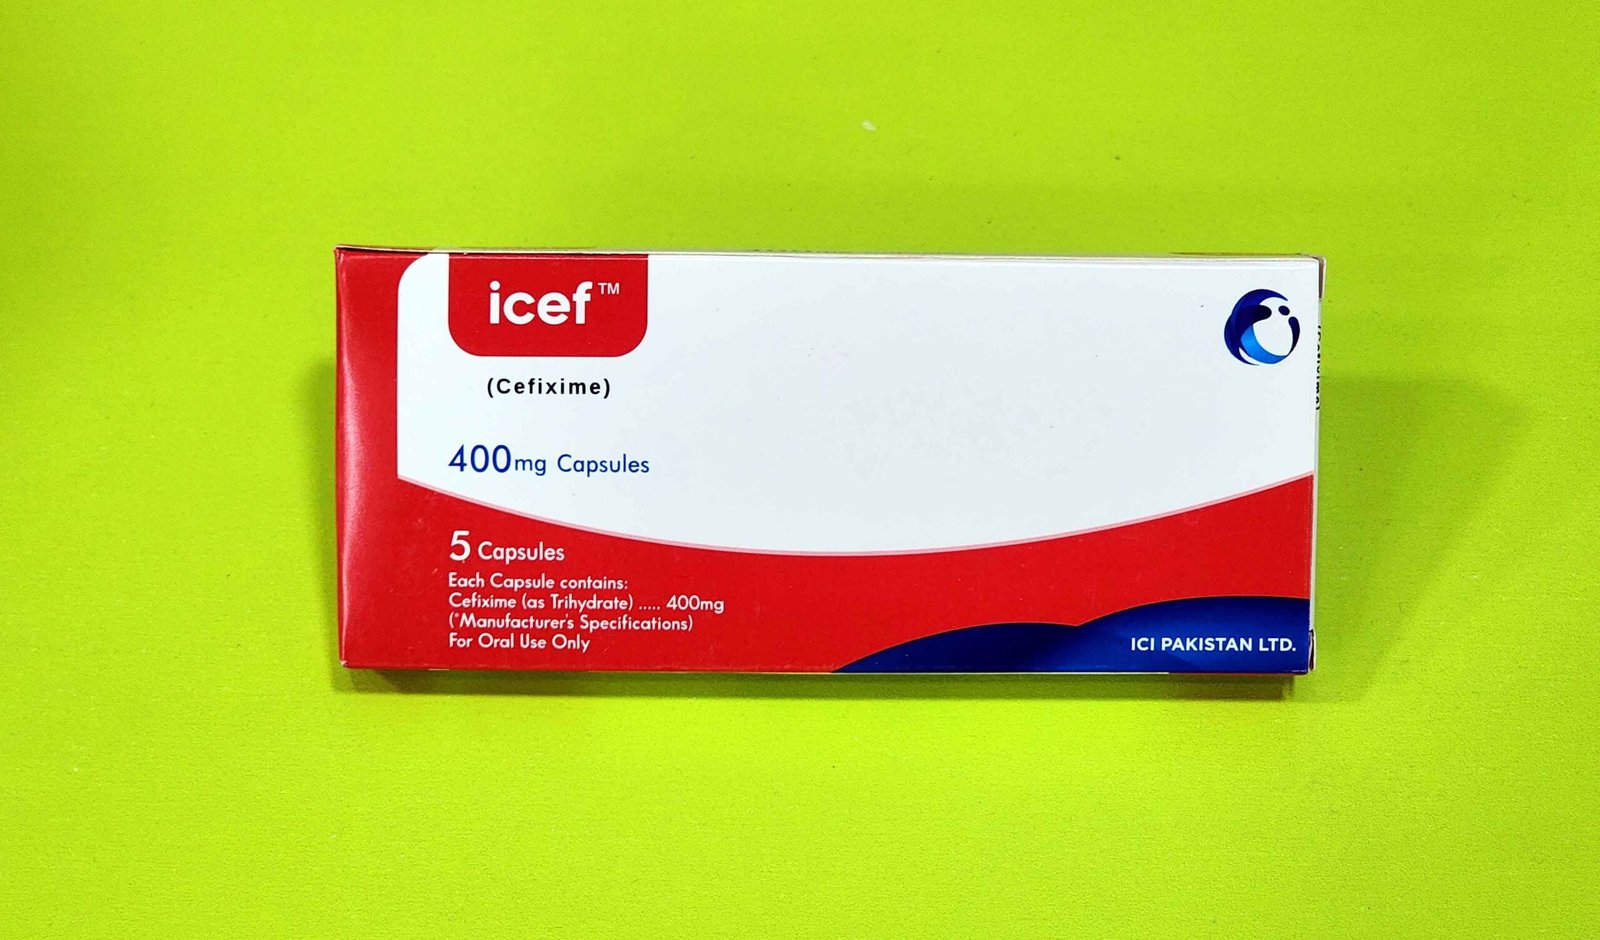 icef™
(Cefixime)
400mg Capsules
5 Capsules
Each Capsule contains:
Cefixime (as Trihydrate) ..... 400mg
(*Manufacturer's Specifications)
For Oral Use Only
ICI PAKISTAN LTD.
(Cefixime)